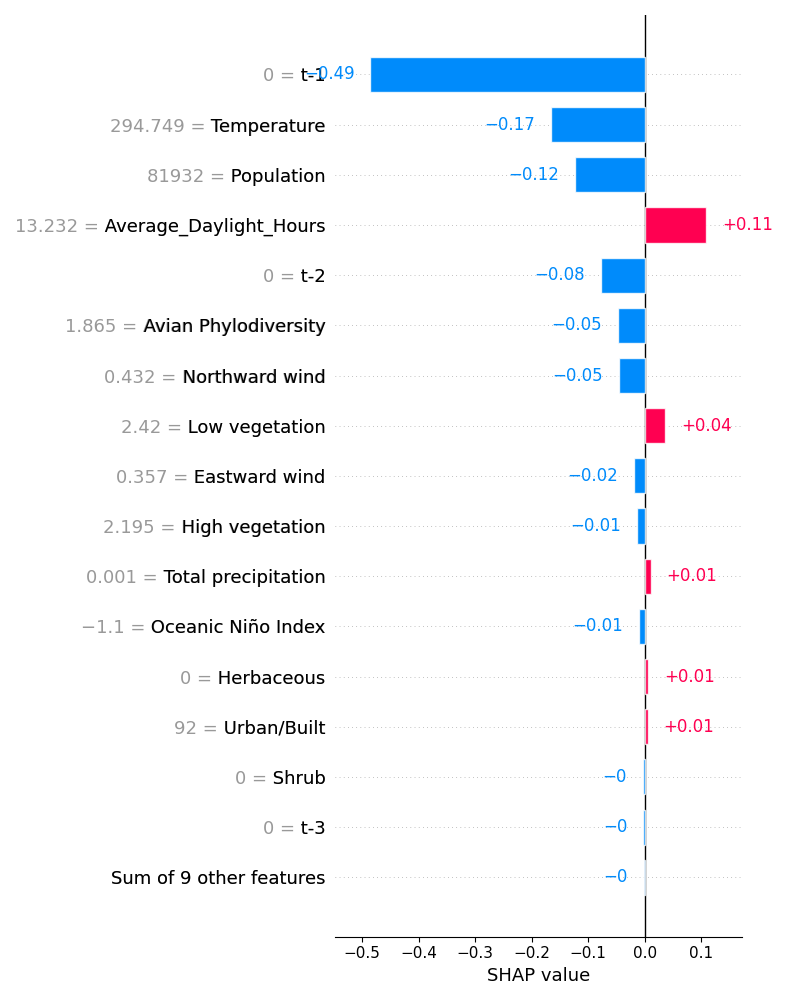 0 = t-1 −0.49
294.749 = Temperature −0.17
81932 = Population −0.12
13.232 = Average_Daylight_Hours +0.11
0 = t-2 −0.08
1.865 = Avian Phylodiversity −0.05
0.432 = Northward wind −0.05
2.42 = Low vegetation +0.04
0.357 = Eastward wind −0.02
2.195 = High vegetation −0.01
0.001 = Total precipitation +0.01
−1.1 = Oceanic Niño Index −0.01
0 = Herbaceous +0.01
92 = Urban/Built +0.01
0 = Shrub −0
0 = t-3 −0
Sum of 9 other features −0
−0.5 −0.4 −0.3 −0.2 −0.1 0.0 0.1
SHAP value